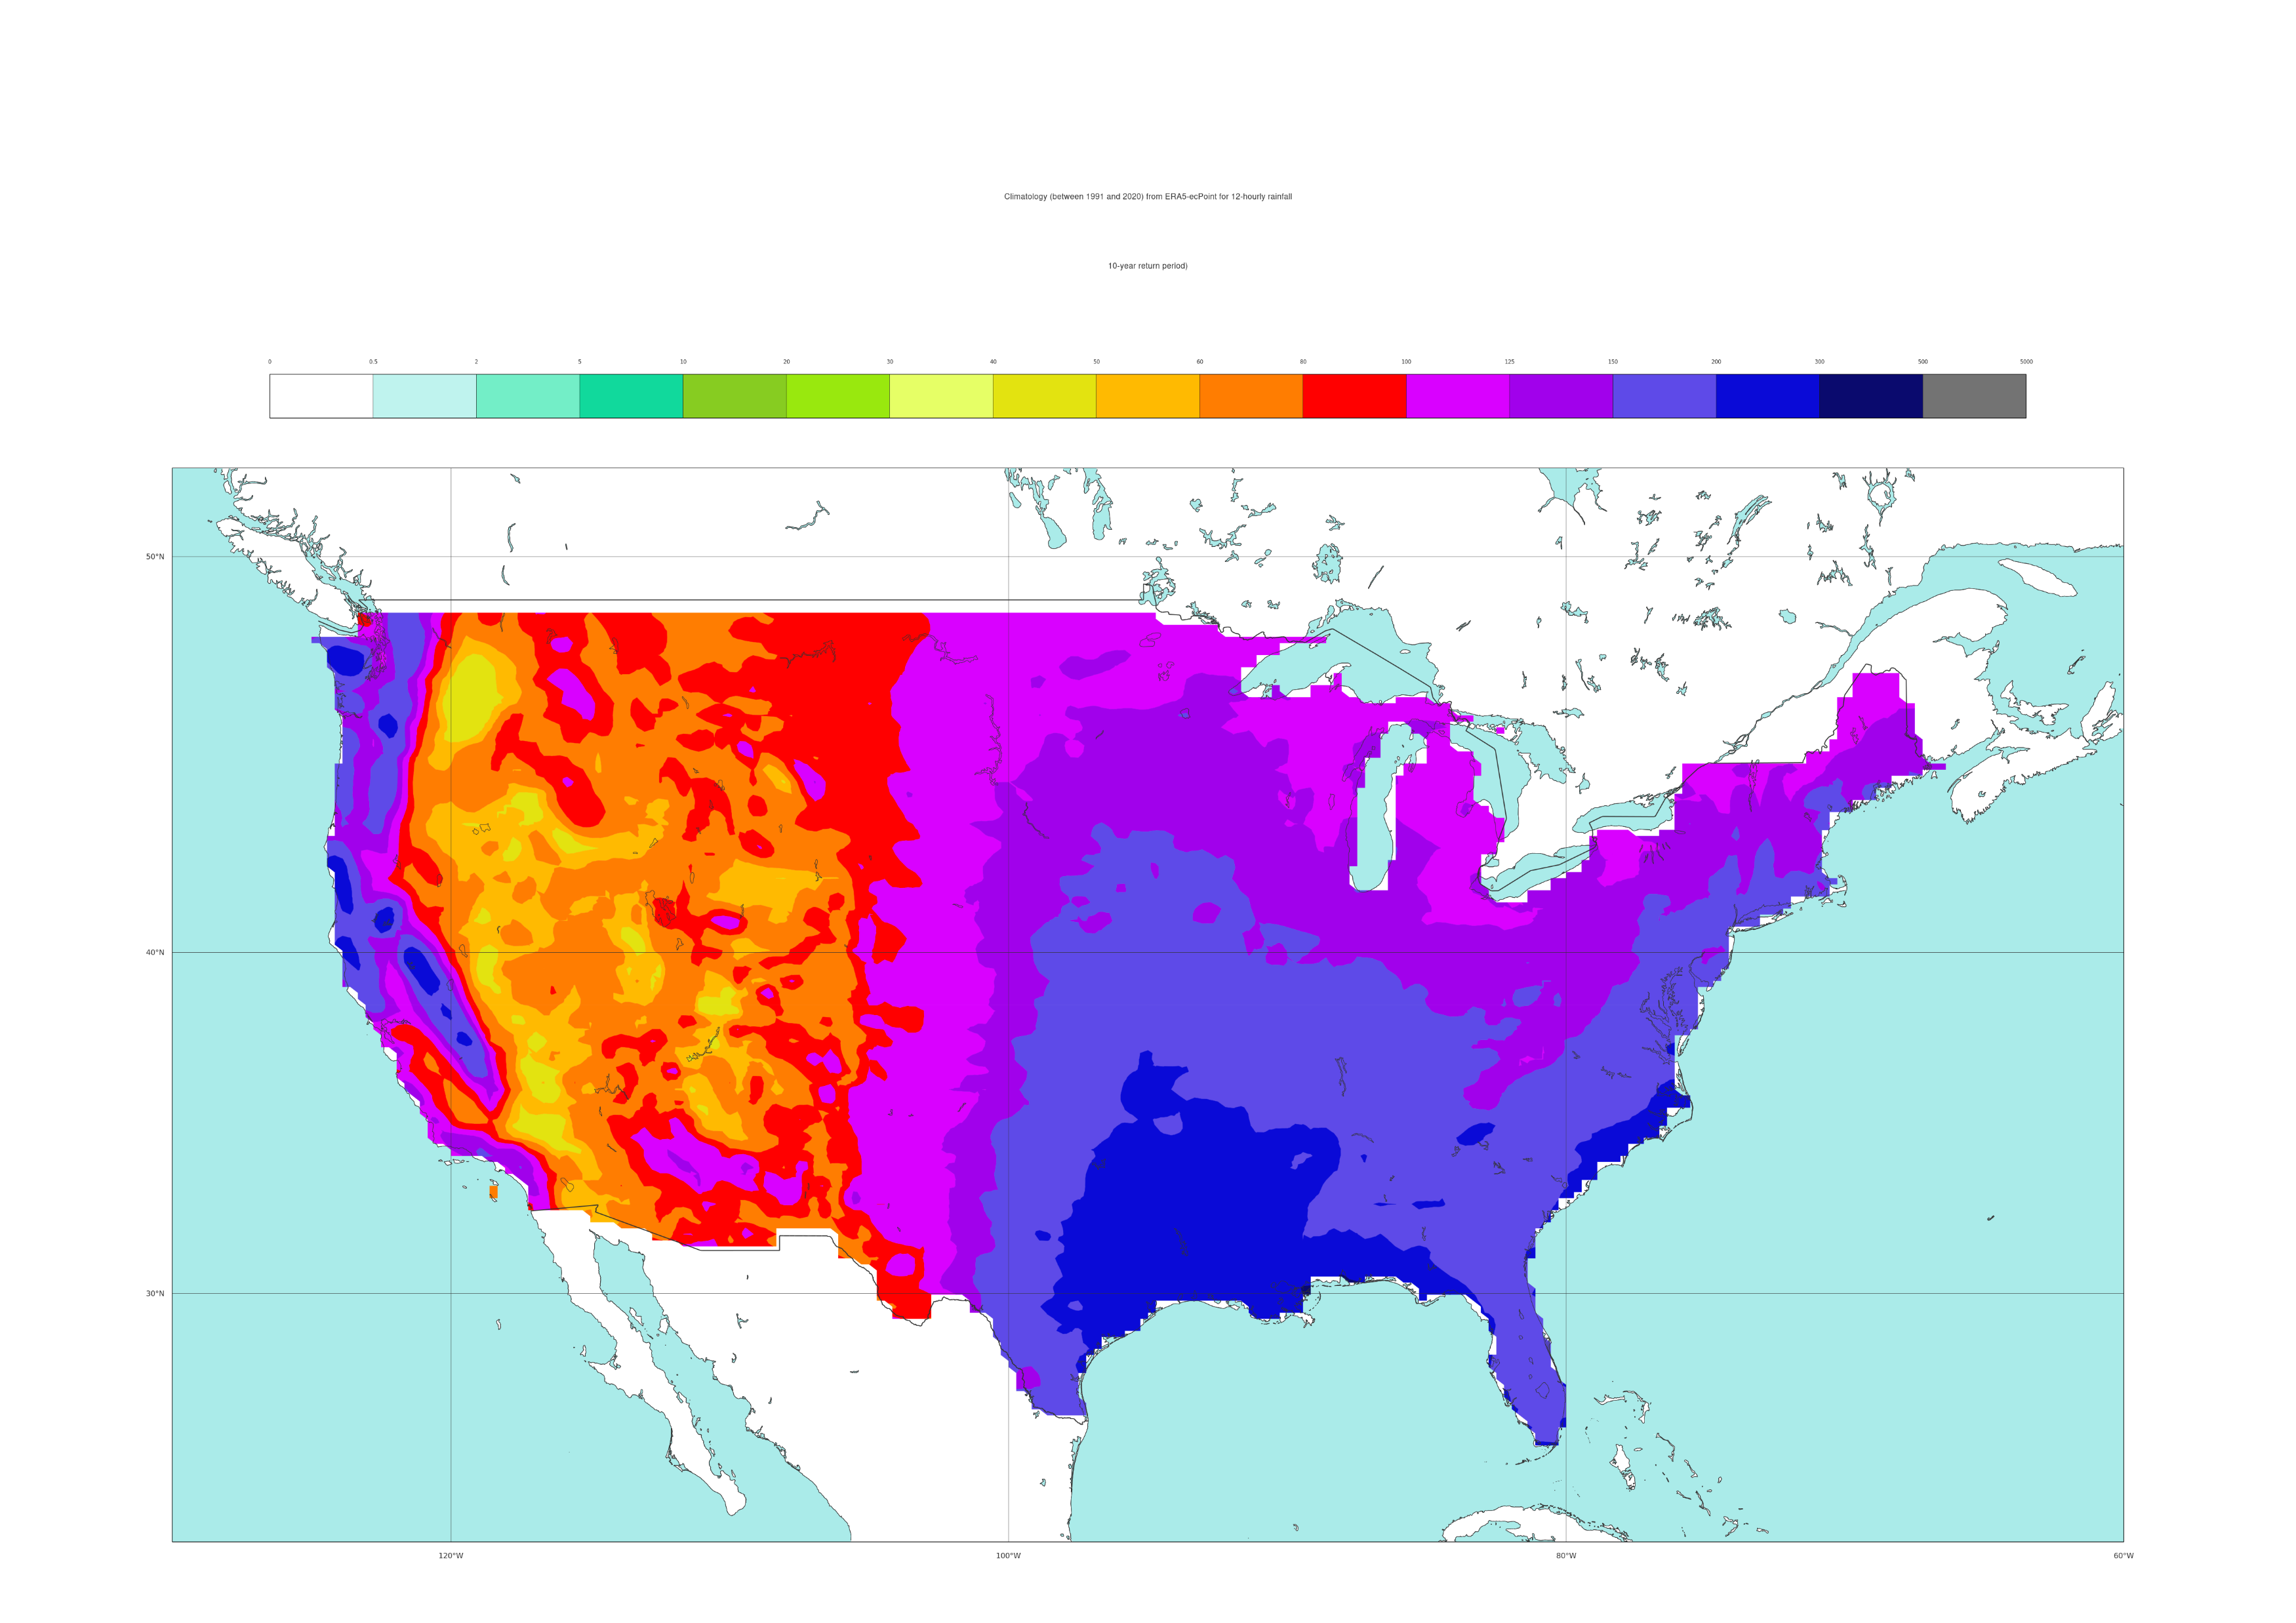 Climatology (between 1991 and 2020) from ERA5-ecPoint for 12-hourly rainfall
10-year return period)
0 0.5 2 5 10 20 30 40 50 60 80 100 125 150 200 300 500 5000
50°N
40°N
30°N
120°W 100°W 80°W 60°W